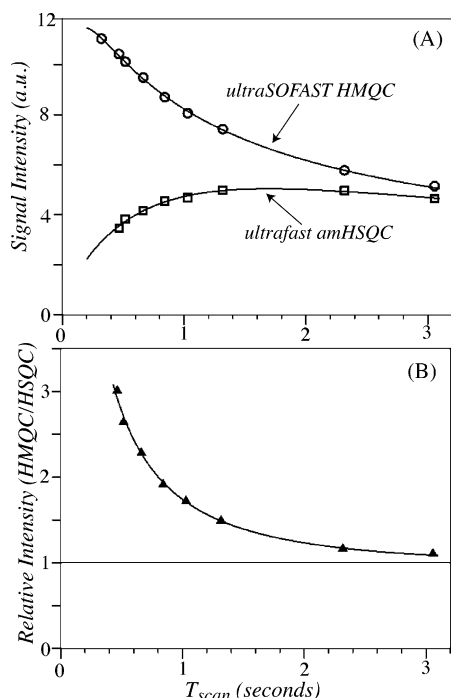 12
(A)
ultraSOFAST HMQC
8
Signal Intensity (a.u.)
4
ultrafast amHSQC
0
0 1 2 3
(B)
3
Relative Intensity (HMQC/HSQC)
2
1
0
0 1 2 3
Tscan (seconds)